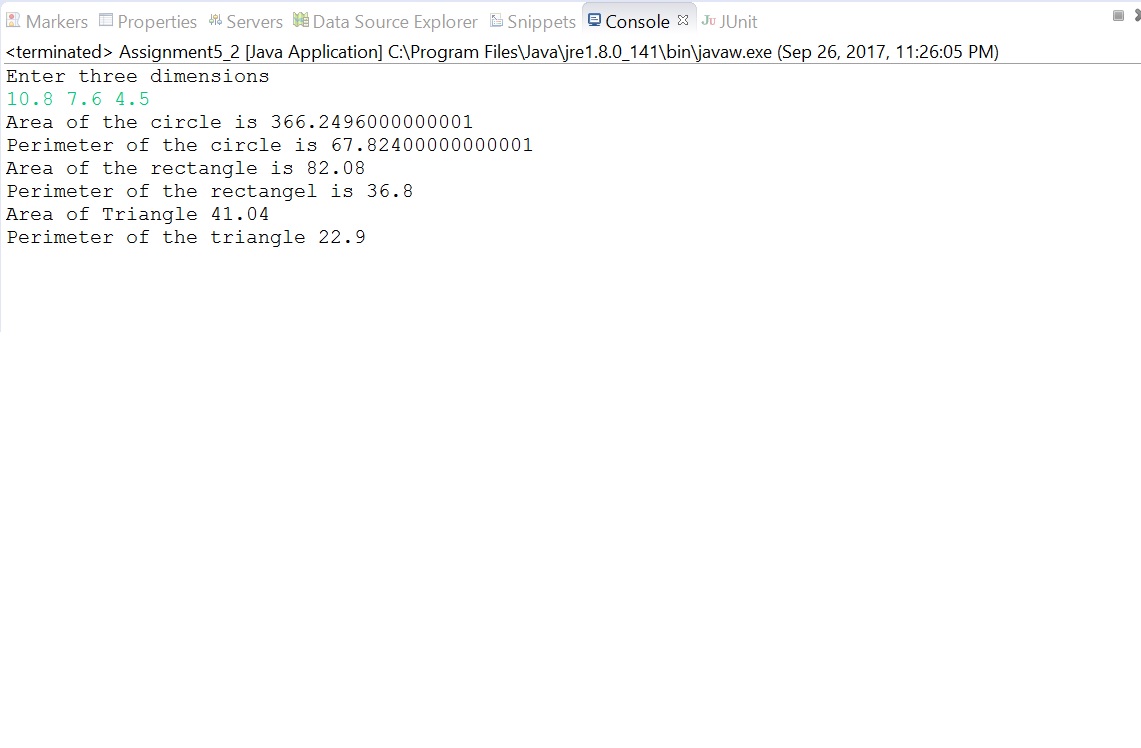 Markers Properties Servers Data Source Explorer Snippets Console Ju JUnit
<terminated> Assignment5_2 [Java Application] C:\Program Files\Java\jre1.8.0_141\bin\javaw.exe (Sep 26, 2017, 11:26:05 PM)
Enter three dimensions
10.8 7.6 4.5
Area of the circle is 366.2496000000001
Perimeter of the circle is 67.82400000000001
Area of the rectangle is 82.08
Perimeter of the rectangel is 36.8
Area of Triangle 41.04
Perimeter of the triangle 22.9